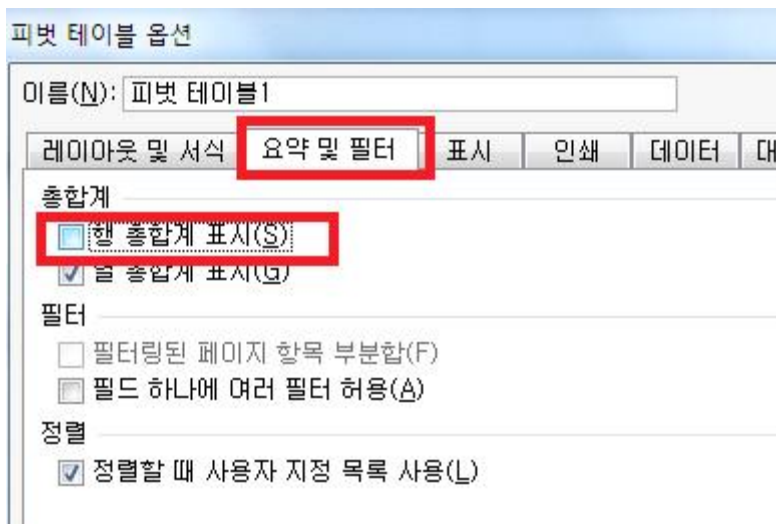 피벗 테이블 옵션
이름(N): 피벗 테이블1
레이아웃 및 서식 요약 및 필터 표시 인쇄 데이터
총합계
행 총합계 표시(S)
열 총합계 표시(G)
필터
필터링된 페이지 항목 부분합(F)
필드 하나에 여러 필터 허용(A)
정렬
정렬할 때 사용자 지정 목록 사용(L)